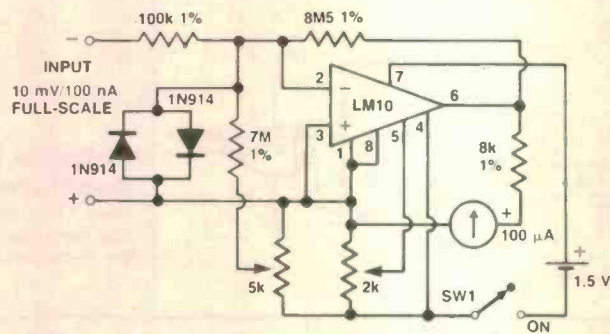 100k 1%
8M5 1%
−
INPUT
10 mV/100 nA
FULL-SCALE
1N914
1N914
+
7M
1%
2
−
3
+
LM10
7
6
1
8
5
4
8k
1%
+
100 µA
5k
2k
SW1
ON
+
1.5 V